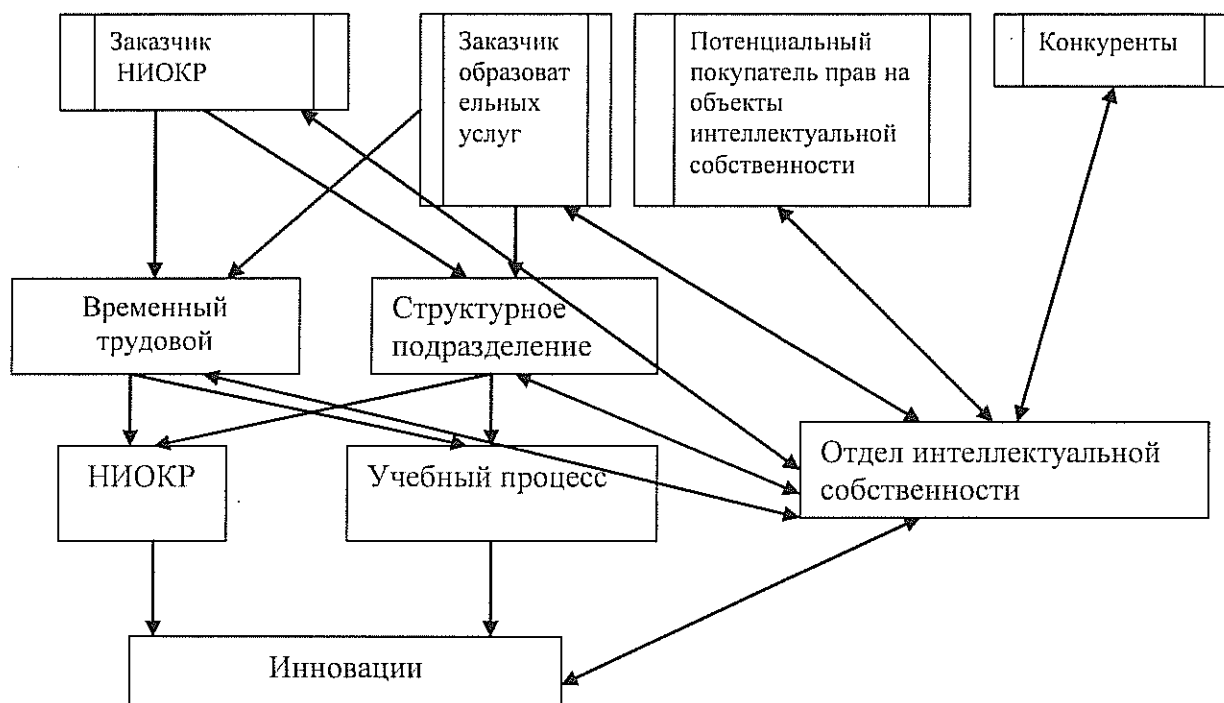 Заказчик
НИОКР
Заказчик
образоват
ельных
услуг
Потенциальный
покупатель прав на
объекты
интеллектуальной
собственности
Конкуренты
Временный
трудовой
Структурное
подразделение
НИОКР
Учебный процесс
Отдел интеллектуальной
собственности
Инновации